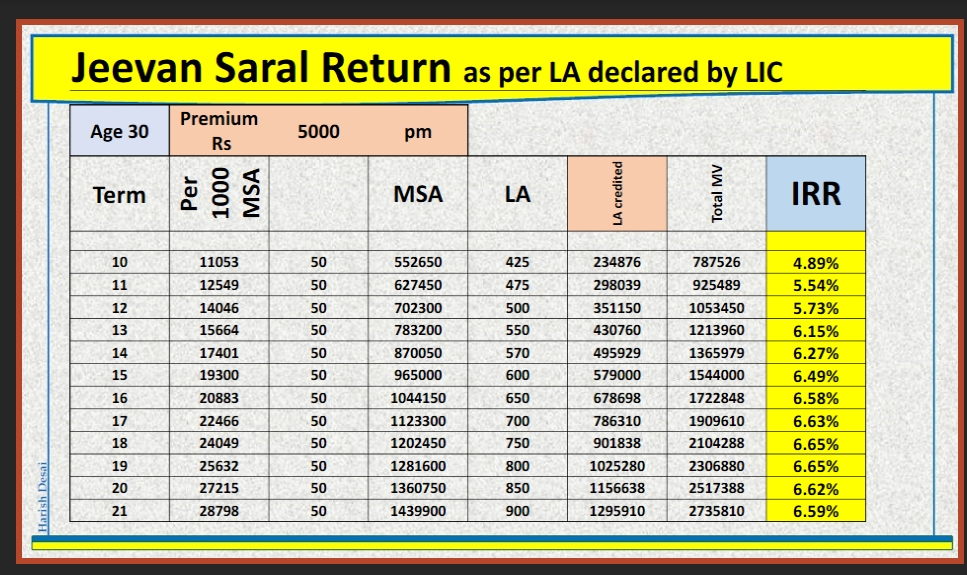 Jeevan Saral Return as per LA declared by LIC
Age 30 Premium Rs 5000 pm
Term Per 1000 MSA MSA LA LA credited Total MV IRR
10 11053 50 552650 425 234876 787526 4.89%
11 12549 50 627450 475 298039 925489 5.54%
12 14046 50 702300 500 351150 1053450 5.73%
13 15664 50 783200 550 430760 1213960 6.15%
14 17401 50 870050 570 495929 1365979 6.27%
15 19300 50 965000 600 579000 1544000 6.49%
16 20883 50 1044150 650 678698 1722848 6.58%
17 22466 50 1123300 700 786310 1909610 6.63%
18 24049 50 1202450 750 901838 2104288 6.65%
19 25632 50 1281600 800 1025280 2306880 6.65%
20 27215 50 1360750 850 1156638 2517388 6.62%
21 28798 50 1439900 900 1295910 2735810 6.59%
Harish Desai